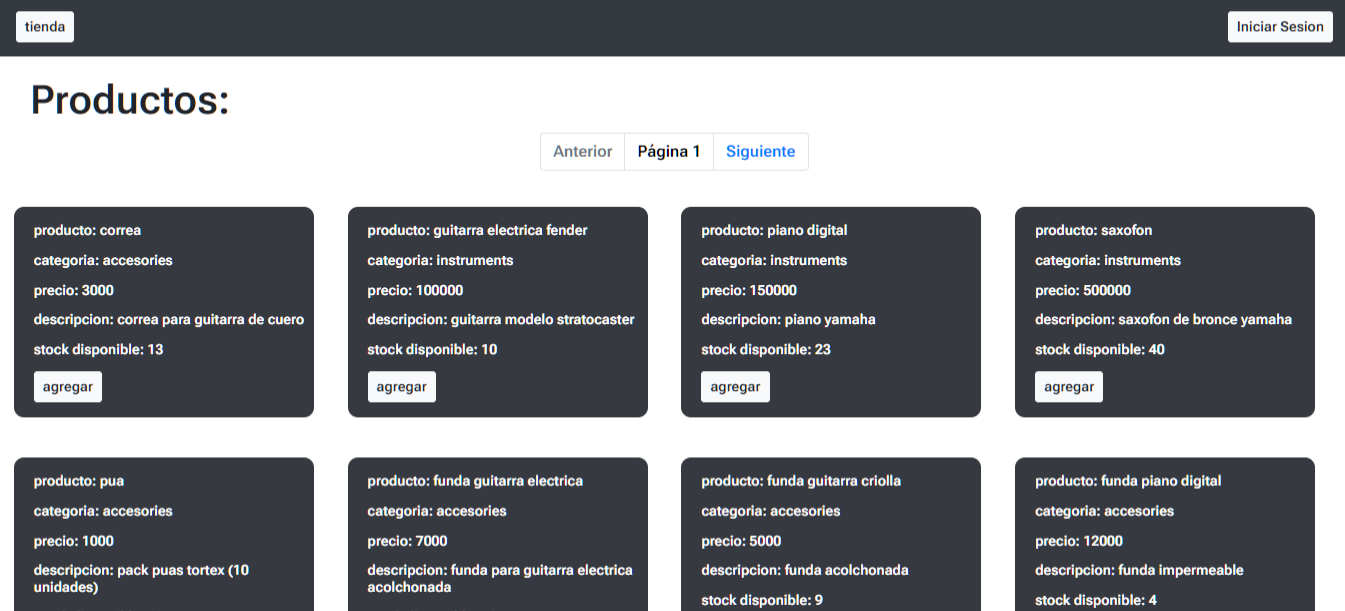 tienda
Iniciar Sesion
Productos:
Anterior
Página 1
Siguiente
producto: correa
categoria: accesories
precio: 3000
descripcion: correa para guitarra de cuero
stock disponible: 13
agregar
producto: guitarra electrica fender
categoria: instruments
precio: 100000
descripcion: guitarra modelo stratocaster
stock disponible: 10
agregar
producto: piano digital
categoria: instruments
precio: 150000
descripcion: piano yamaha
stock disponible: 23
agregar
producto: saxofon
categoria: instruments
precio: 500000
descripcion: saxofon de bronce yamaha
stock disponible: 40
agregar
producto: pua
categoria: accesories
precio: 1000
descripcion: pack puas tortex (10
unidades)
producto: funda guitarra electrica
categoria: accesories
precio: 7000
descripcion: funda para guitarra electrica
acolchonada
producto: funda guitarra criolla
categoria: accesories
precio: 5000
descripcion: funda acolchonada
stock disponible: 9
producto: funda piano digital
categoria: accesories
precio: 12000
descripcion: funda impermeable
stock disponible: 4